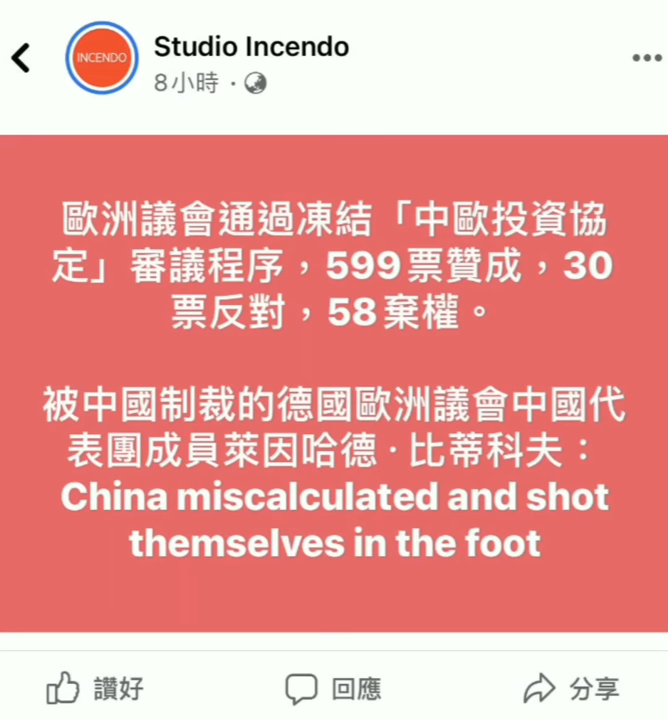 Studio Incendo
INCENDO
8小時 ·
歐洲議會通過凍結「中歐投資協
定」審議程序，599票贊成，30
票反對，58棄權。
被中國制裁的德國歐洲議會中國代
表團成員萊因哈德·比蒂科夫：
China miscalculated and shot
themselves in the foot
讚好
回應
分享